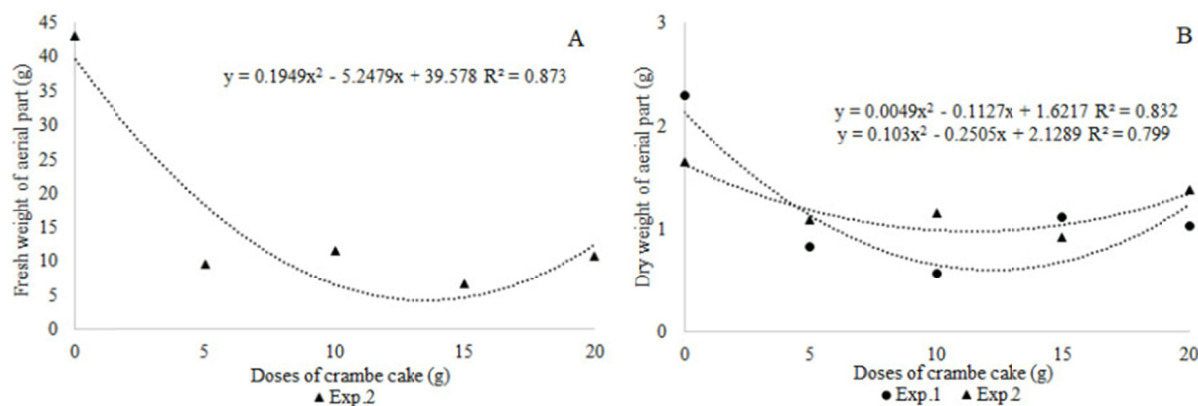 A
y = 0.1949x² - 5.2479x + 39.578 R² = 0.873
Fresh weight of aerial part (g)
45
40
35
30
25
20
15
10
5
0
0 5 10 15 20
Doses of crambe cake (g)
▲ Exp.2
B
y = 0.0049x² - 0.1127x + 1.6217 R² = 0.832
y = 0.103x² - 0.2505x + 2.1289 R² = 0.799
Dry weight of aerial part (g)
3
2
1
0
0 5 10 15 20
Doses of crambe cake (g)
● Exp.1 ▲ Exp.2